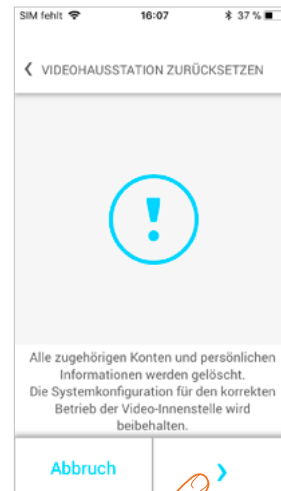 SIM fehlt 16:07 37 %
VIDEOHAUSSTATION ZURÜCKSETZEN
Alle zugehörigen Konten und persönlichen
Informationen werden gelöscht.
Die Systemkonfiguration für den korrekten
Betrieb der Video-Innenstelle wird
beibehalten.
Abbruch